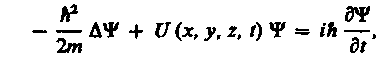 − ħ²/2m ΔΨ + U (x, y, z, t) Ψ = iħ ∂Ψ/∂t,